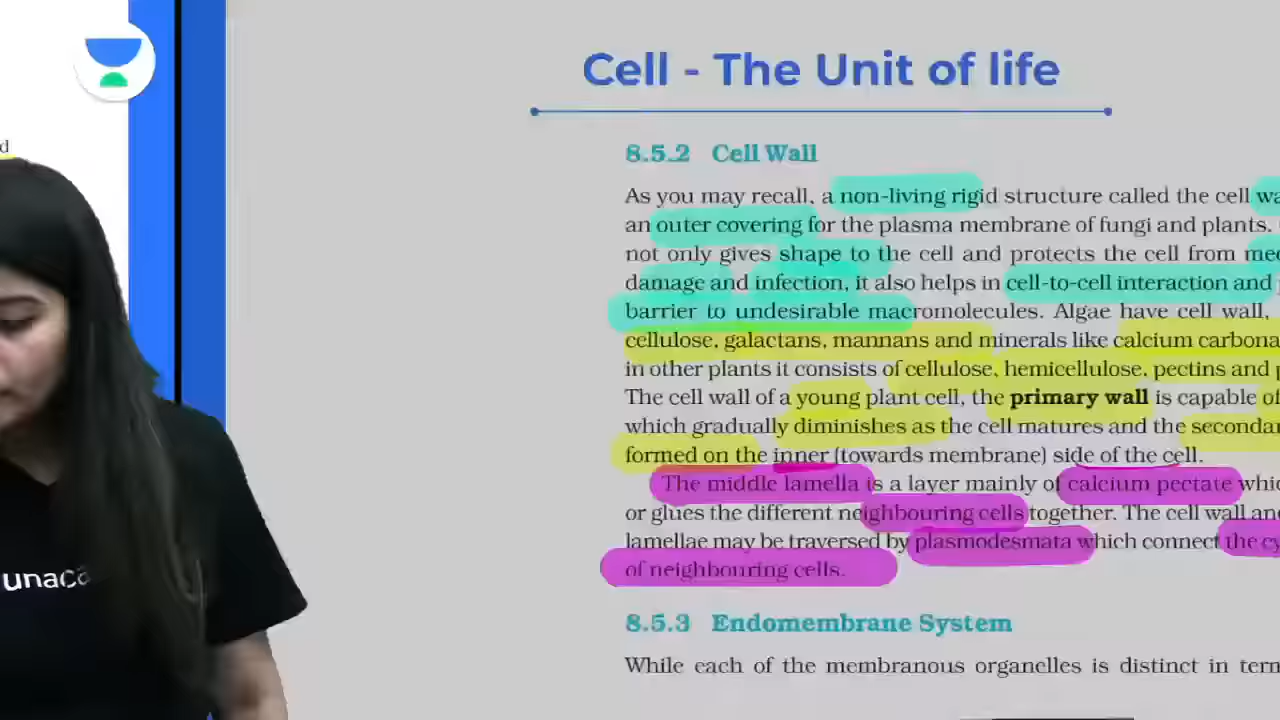 Cell - The Unit of life
d
8.5.2 Cell Wall
As you may recall, a non-living rigid structure called the cell
an outer covering for the plasma membrane of fungi and plants.
not only gives shape to the cell and protects the cell from
damage and infection, it also helps in cell-to-cell interaction and
barrier to undesirable macromolecules. Algae have cell wall,
cellulose, galactans, mannans and minerals like calcium
in other plants it consists of cellulose, hemicellulose, pectins and
The cell wall of a young plant cell, the primary wall is capable of
which gradually diminishes as the cell matures and the
formed on the inner (towards membrane) side of the cell.
The middle lamella is a layer mainly of calcium pectate
or glues the different neighbouring cells together. The cell wall
lamellae may be traversed by plasmodesmata which connect the
of neighbouring cells.
unaca
8.5.3 Endomembrane System
While each of the membranous organelles is distinct in